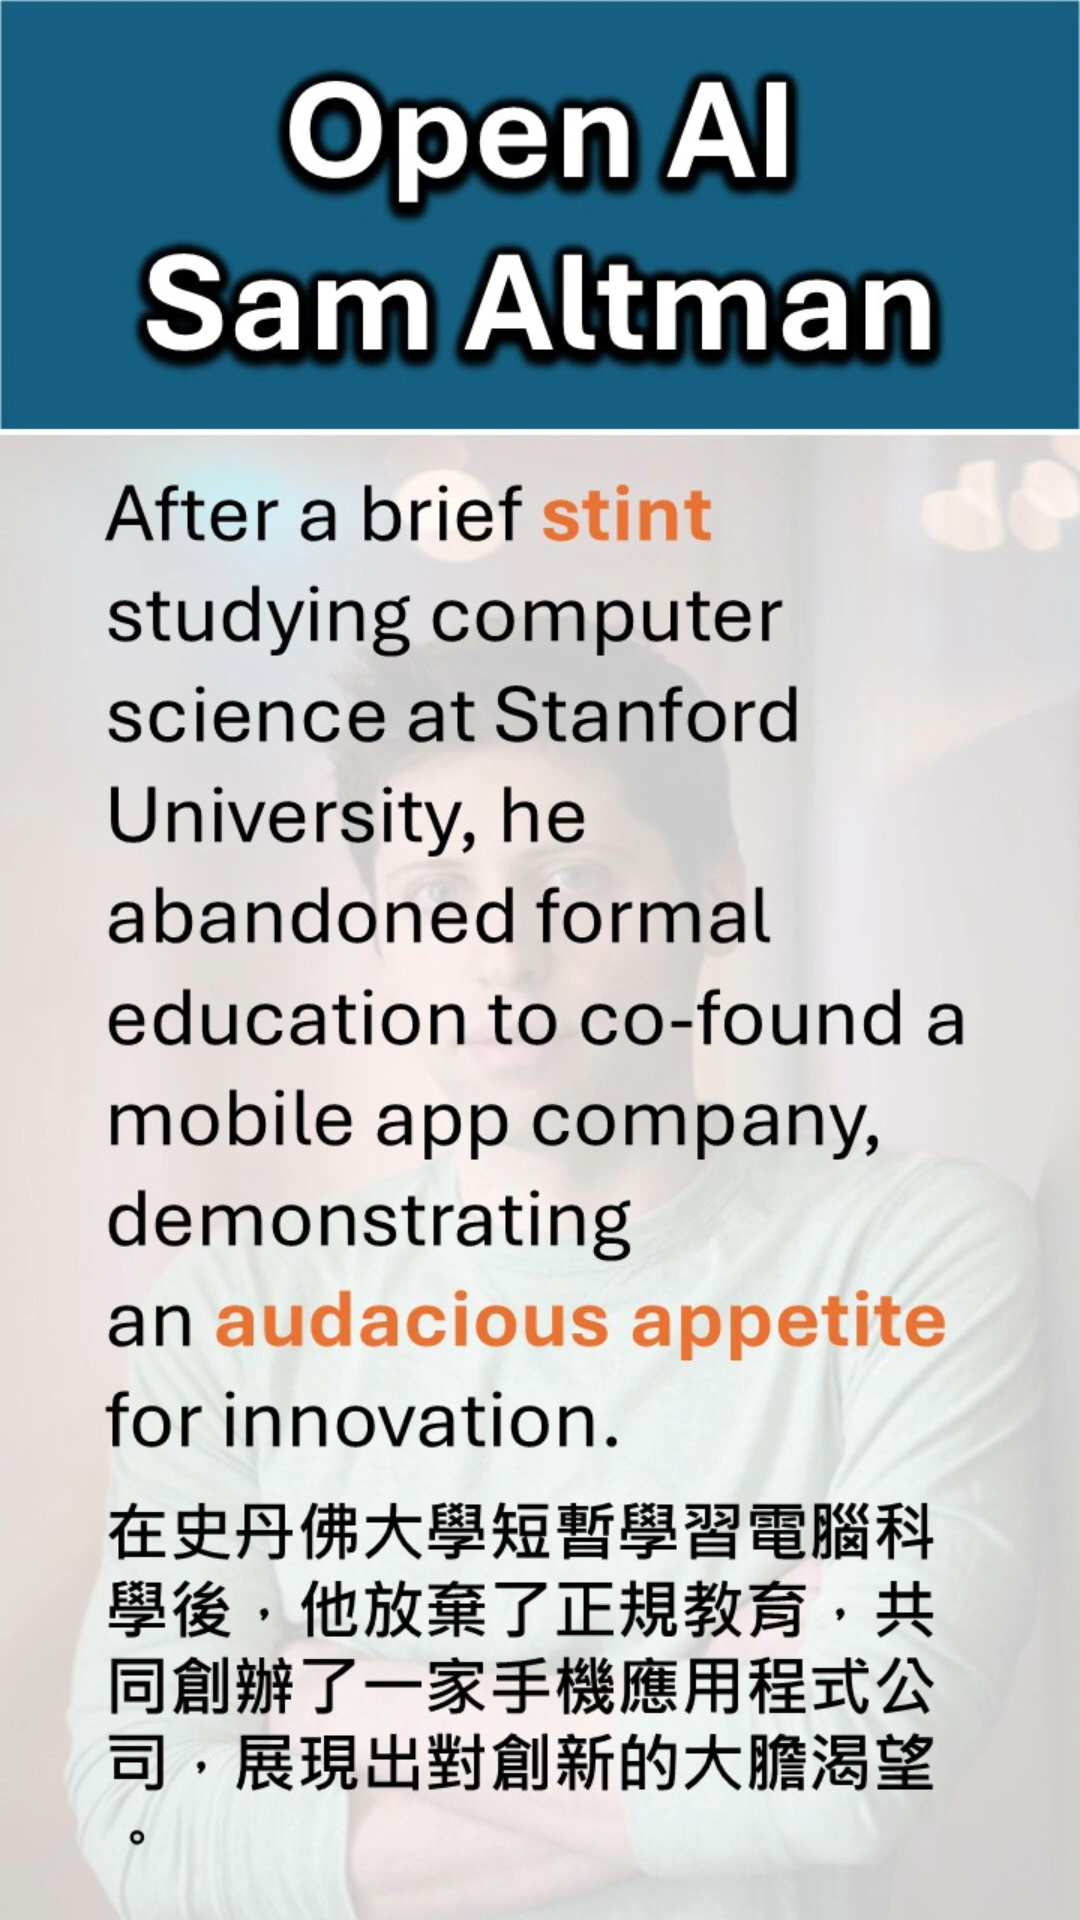 Open AI
Sam Altman
After a brief stint
studying computer
science at Stanford
University, he
abandoned formal
education to co-found a
mobile app company,
demonstrating
an audacious appetite
for innovation.
在史丹佛大學短暫學習電腦科
學後，他放棄了正規教育，共
同創辦了一家手機應用程式公
司，展現出對創新的大膽渴望
。